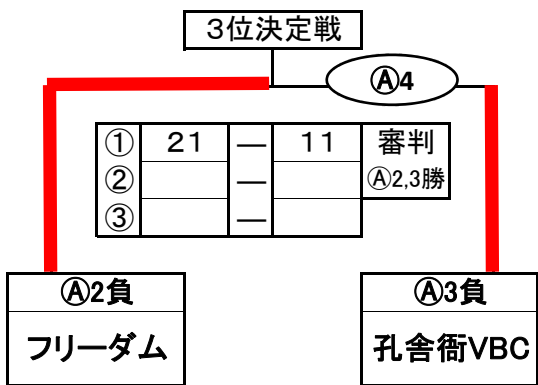 3位決定戦
Ⓐ4
① 21 ― 11 審判
② ― Ⓐ2,3勝
③ ―
Ⓐ2負
フリーダム
Ⓐ3負
孔舎衙VBC